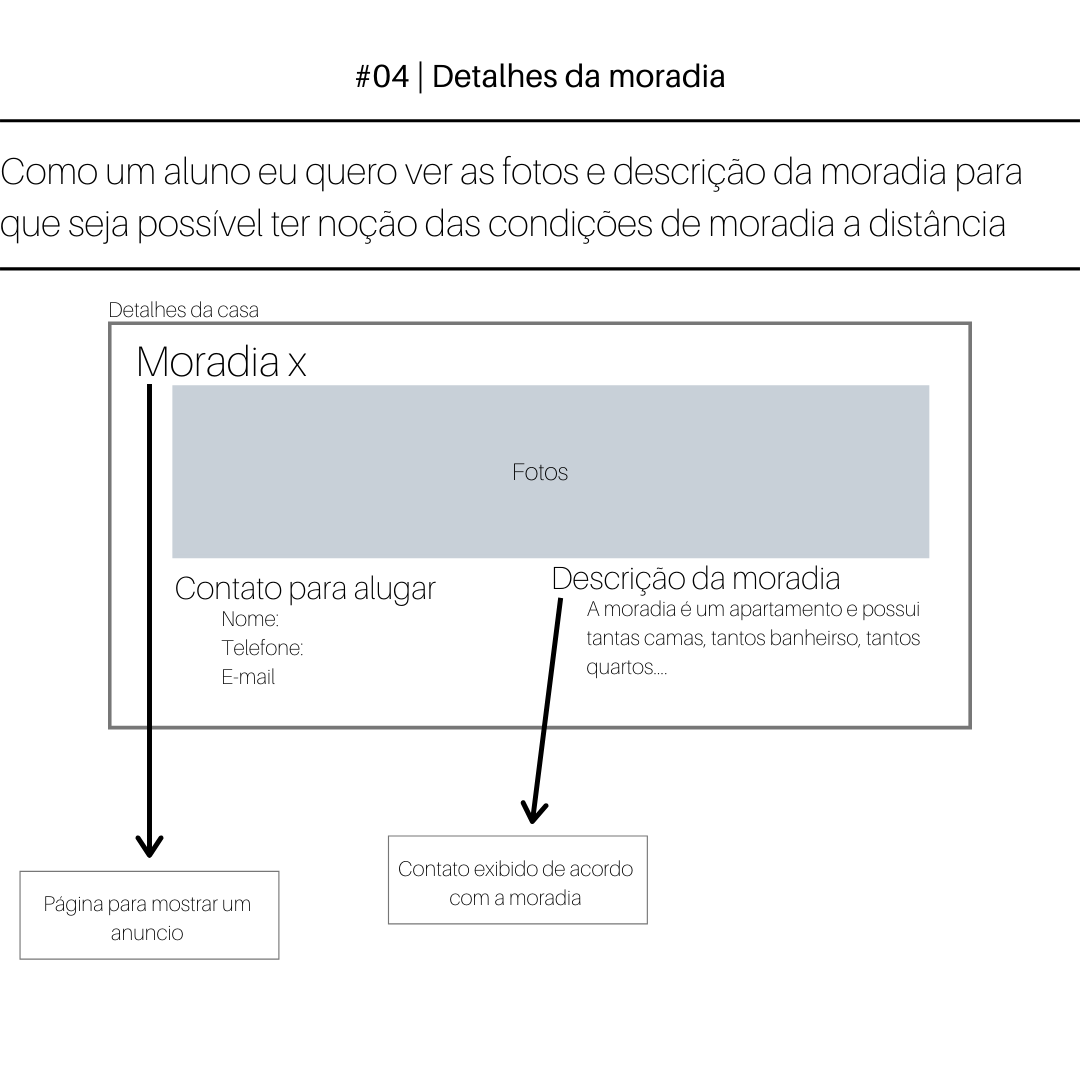 #04 | Detalhes da moradia
Como um aluno eu quero ver as fotos e descrição da moradia para
que seja possível ter noção das condições de moradia a distância
Detalhes da casa
Moradia x
Fotos
Contato para alugar
Nome:
Telefone:
E-mail
Descrição da moradia
A moradia é um apartamento e possui
tantas camas, tantos banheirso, tantos
quartos....
Contato exibido de acordo
com a moradia
Página para mostrar um
anuncio